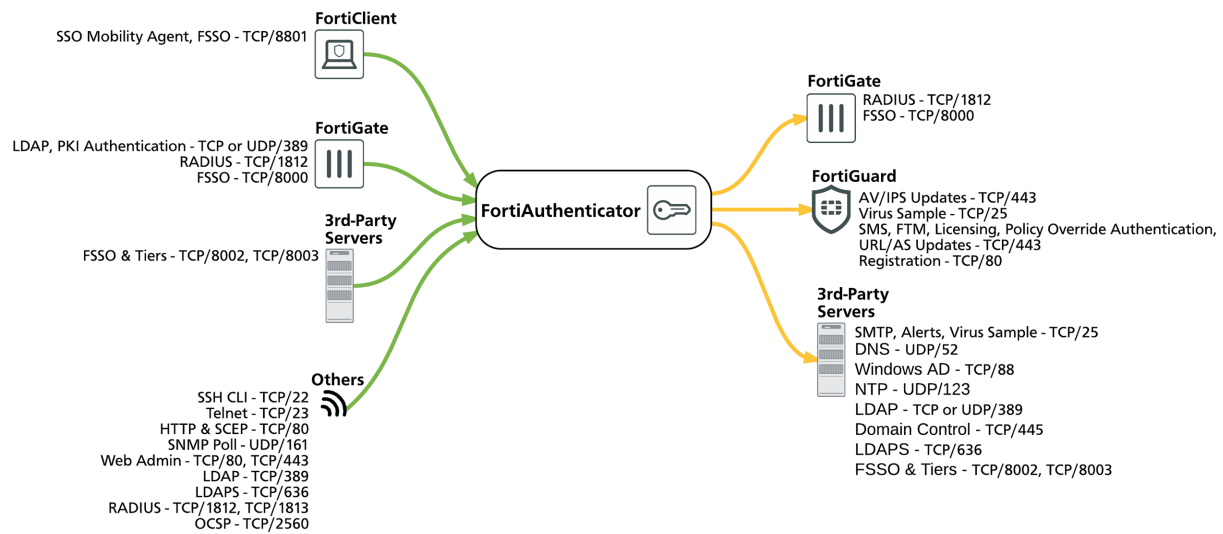 FortiClient
SSO Mobility Agent, FSSO - TCP/8801
FortiGate
LDAP, PKI Authentication - TCP or UDP/389
RADIUS - TCP/1812
FSSO - TCP/8000
3rd-Party
Servers
FSSO & Tiers - TCP/8002, TCP/8003
Others
SSH CLI - TCP/22
Telnet - TCP/23
HTTP & SCEP - TCP/80
SNMP Poll - UDP/161
Web Admin - TCP/80, TCP/443
LDAP - TCP/389
LDAPS - TCP/636
RADIUS - TCP/1812, TCP/1813
OCSP - TCP/2560
FortiAuthenticator
FortiGate
RADIUS - TCP/1812
FSSO - TCP/8000
FortiGuard
AV/IPS Updates - TCP/443
Virus Sample - TCP/25
SMS, FTM, Licensing, Policy Override Authentication,
URL/AS Updates - TCP/443
Registration - TCP/80
3rd-Party
Servers
SMTP, Alerts, Virus Sample - TCP/25
DNS - UDP/52
Windows AD - TCP/88
NTP - UDP/123
LDAP - TCP or UDP/389
Domain Control - TCP/445
LDAPS - TCP/636
FSSO & Tiers - TCP/8002, TCP/8003